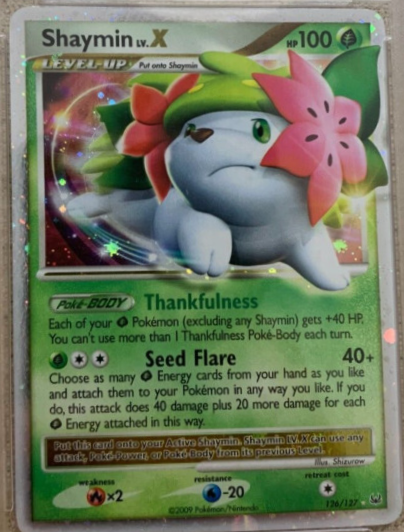 Shaymin LV.X HP100
LEVEL-UP Put onto Shaymin
Poké-BODY Thankfulness
Each of your Pokémon (excluding any Shaymin) gets +40 HP.
You can't use more than 1 Thankfulness Poké-Body each turn.
Seed Flare 40+
Choose as many Energy cards from your hand as you like
and attach them to your Pokémon in any way you like. If you
do, this attack does 40 damage plus 20 more damage for each
Energy attached in this way.
Put this card onto your Active Shaymin. Shaymin LV.X can use any
attack, Poké-Power, or Poké-Body from its previous Level.
Illus. Shizurow
weakness resistance retreat cost
×2 -20
©2009 Pokémon/Nintendo 126/127